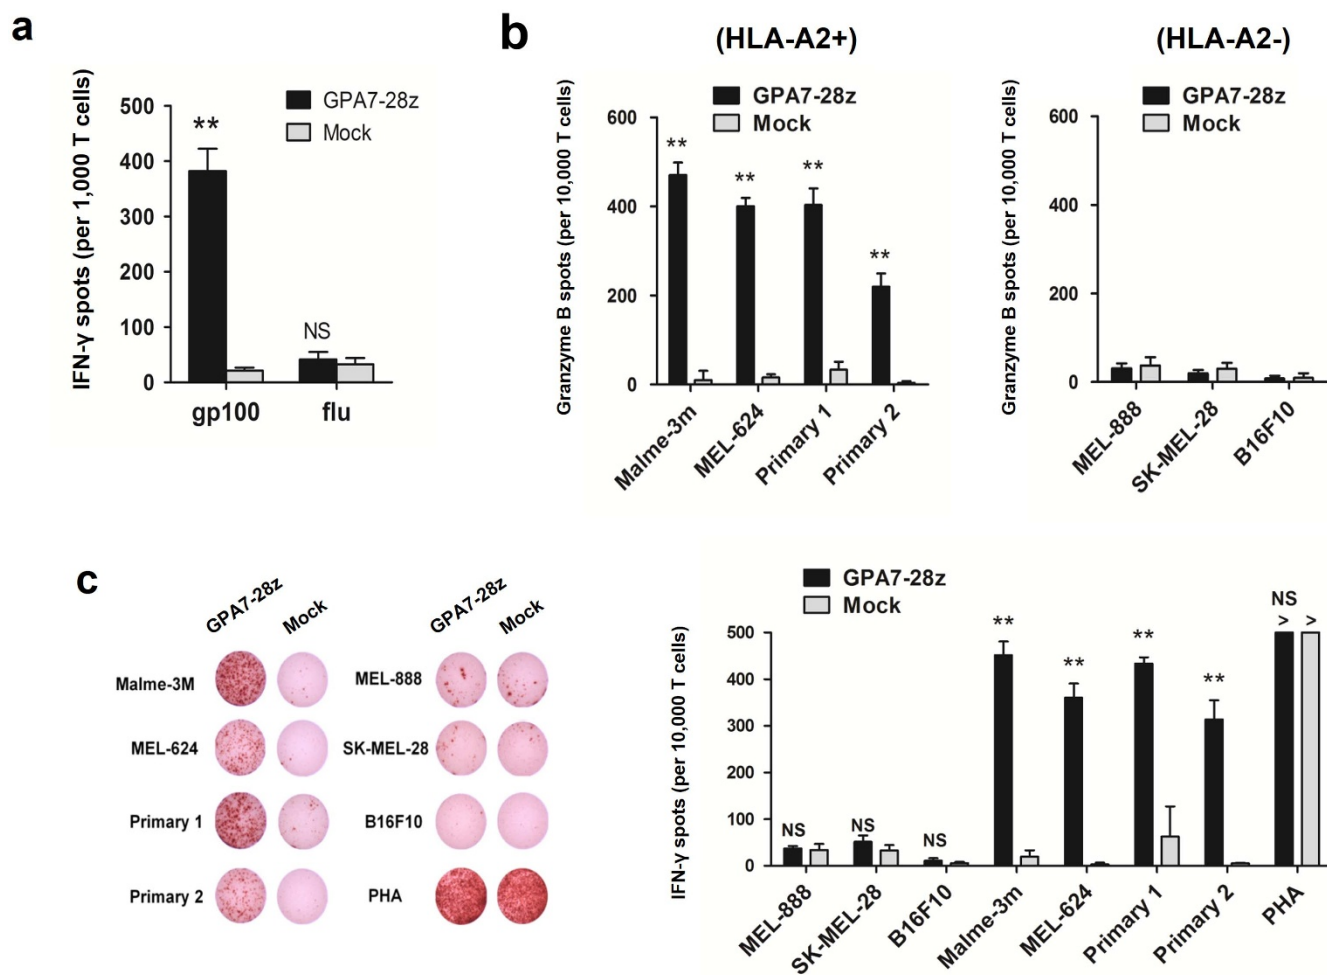 a
IFN-γ spots (per 1,000 T cells)
500
400
300
200
100
0
GPA7-28z
Mock
**
NS
gp100
flu
b
(HLA-A2+)
Granzyme B spots (per 10,000 T cells)
600
400
200
0
GPA7-28z
Mock
**
**
**
**
Malme-3m
MEL-624
Primary 1
Primary 2
(HLA-A2-)
Granzyme B spots (per 10,000 T cells)
600
400
200
0
GPA7-28z
Mock
MEL-888
SK-MEL-28
B16F10
c
GPA7-28z
Mock
GPA7-28z
Mock
Malme-3M
MEL-888
MEL-624
SK-MEL-28
Primary 1
B16F10
Primary 2
PHA
IFN-γ spots (per 10,000 T cells)
500
400
300
200
100
0
GPA7-28z
Mock
NS
NS
NS
**
**
**
**
NS
> >
MEL-888
SK-MEL-28
B16F10
Malme-3m
MEL-624
Primary 1
Primary 2
PHA